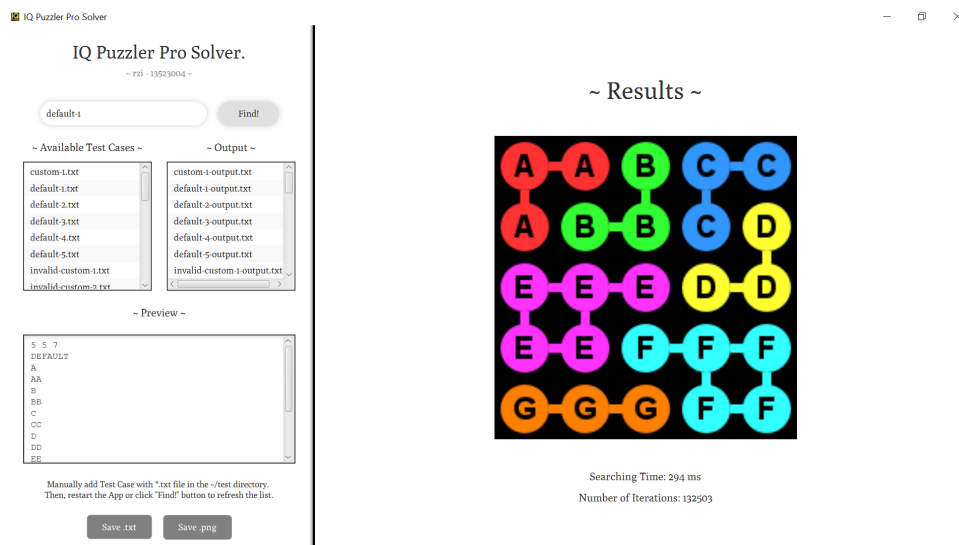 IQ Puzzler Pro Solver
IQ Puzzler Pro Solver.
~ rzi - 13523004 ~
default-1
Find!
~ Available Test Cases ~
custom-1.txt
default-1.txt
default-2.txt
default-3.txt
default-4.txt
default-5.txt
invalid-custom-1.txt
invalid-custom-2.txt
~ Output ~
custom-1-output.txt
default-1-output.txt
default-2-output.txt
default-3-output.txt
default-4-output.txt
default-5-output.txt
invalid-custom-1-output.txt
~ Preview ~
5 5 7
DEFAULT
A
AA
B
BB
C
CC
D
DD
EE
Manually add Test Case with *.txt file in the ~/test directory.
Then, restart the App or click "Find!" button to refresh the list.
Save .txt
Save .png
~ Results ~
A A B C C
A B B C D
E E E D D
E E F F F
G G G F F
Searching Time: 294 ms
Number of Iterations: 132503